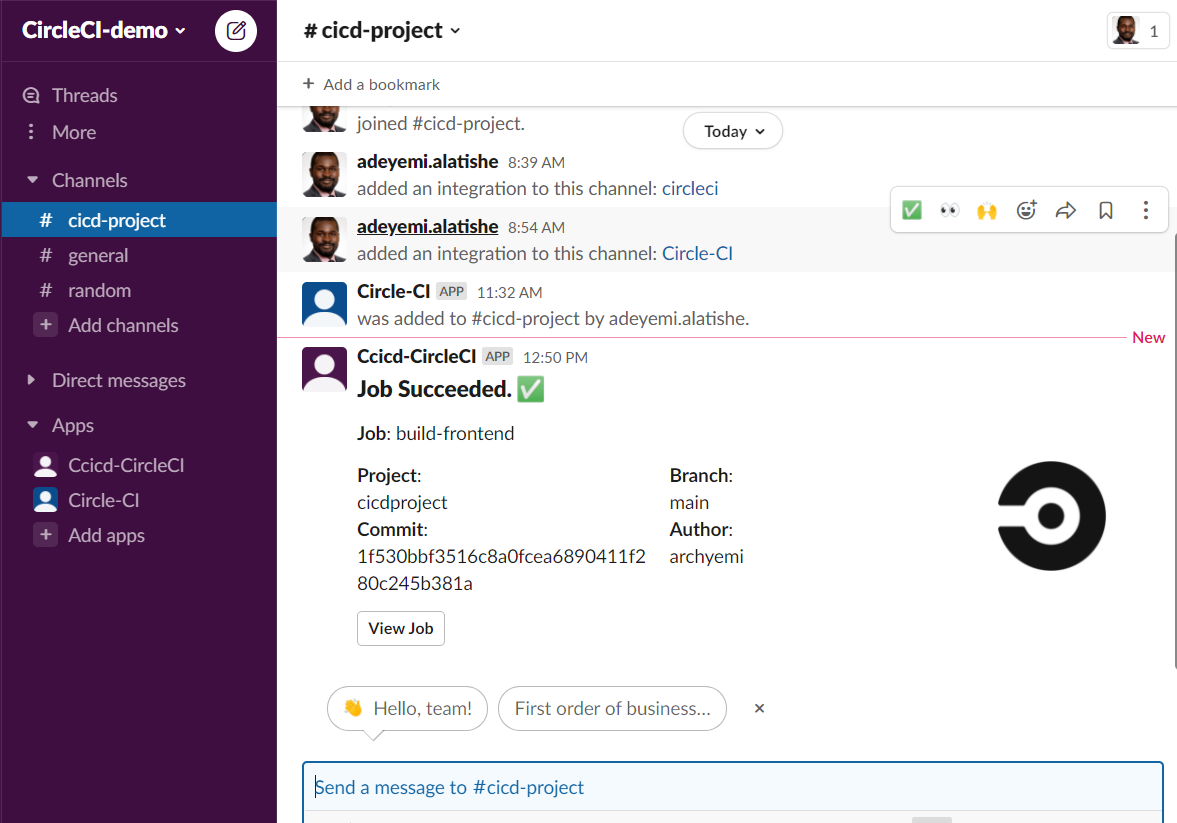 CircleCI-demo
Threads
More
Channels
# cicd-project
# general
# random
+ Add channels
Direct messages
Apps
Ccicd-CircleCI
Circle-CI
+ Add apps
# cicd-project
1
+ Add a bookmark
joined #cicd-project.
Today
adeyemi.alatishe 8:39 AM
added an integration to this channel: circleci
adeyemi.alatishe 8:54 AM
added an integration to this channel: Circle-CI
Circle-CI APP 11:32 AM
was added to #cicd-project by adeyemi.alatishe.
New
Ccicd-CircleCI APP 12:50 PM
Job Succeeded. ✅
Job: build-frontend
Project: Branch:
cicdproject main
Commit: Author:
1f530bbf3516c8a0fcea6890411f2 archyemi
80c245b381a
View Job
👋 Hello, team! First order of business... ×
Send a message to #cicd-project